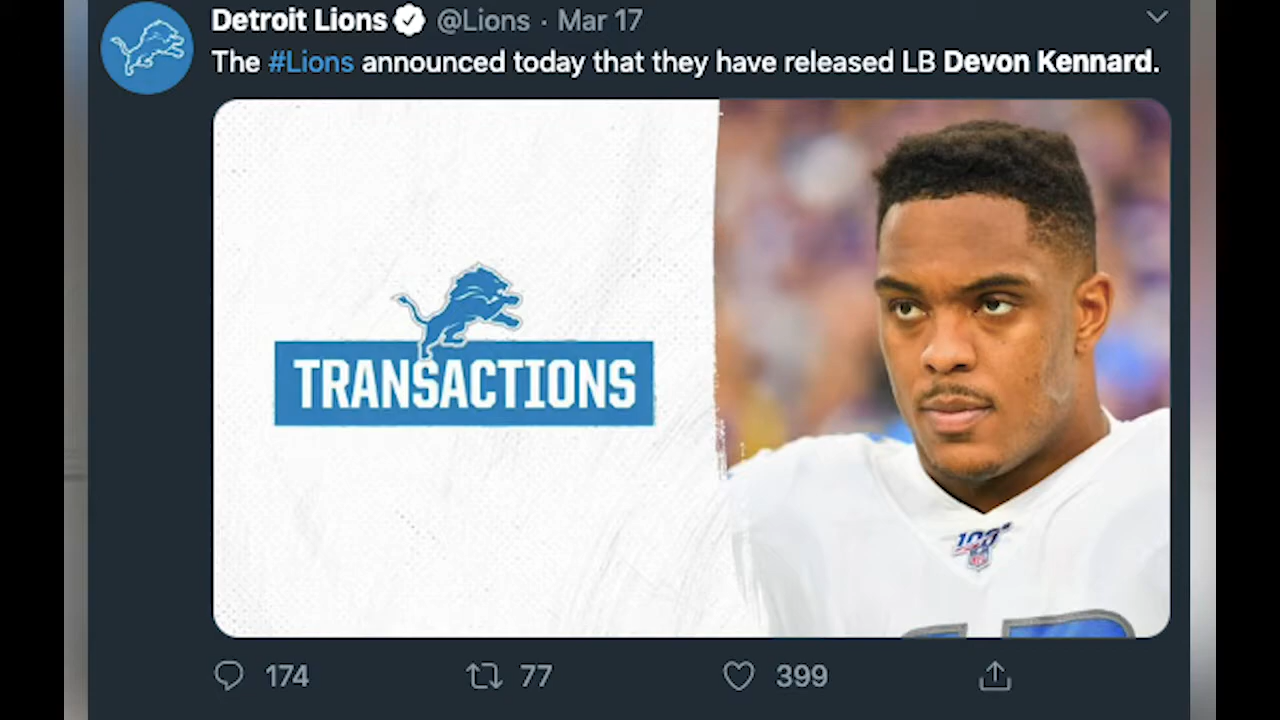 Detroit Lions @Lions · Mar 17
The #Lions announced today that they have released LB Devon Kennard.
TRANSACTIONS
100
174 77 399